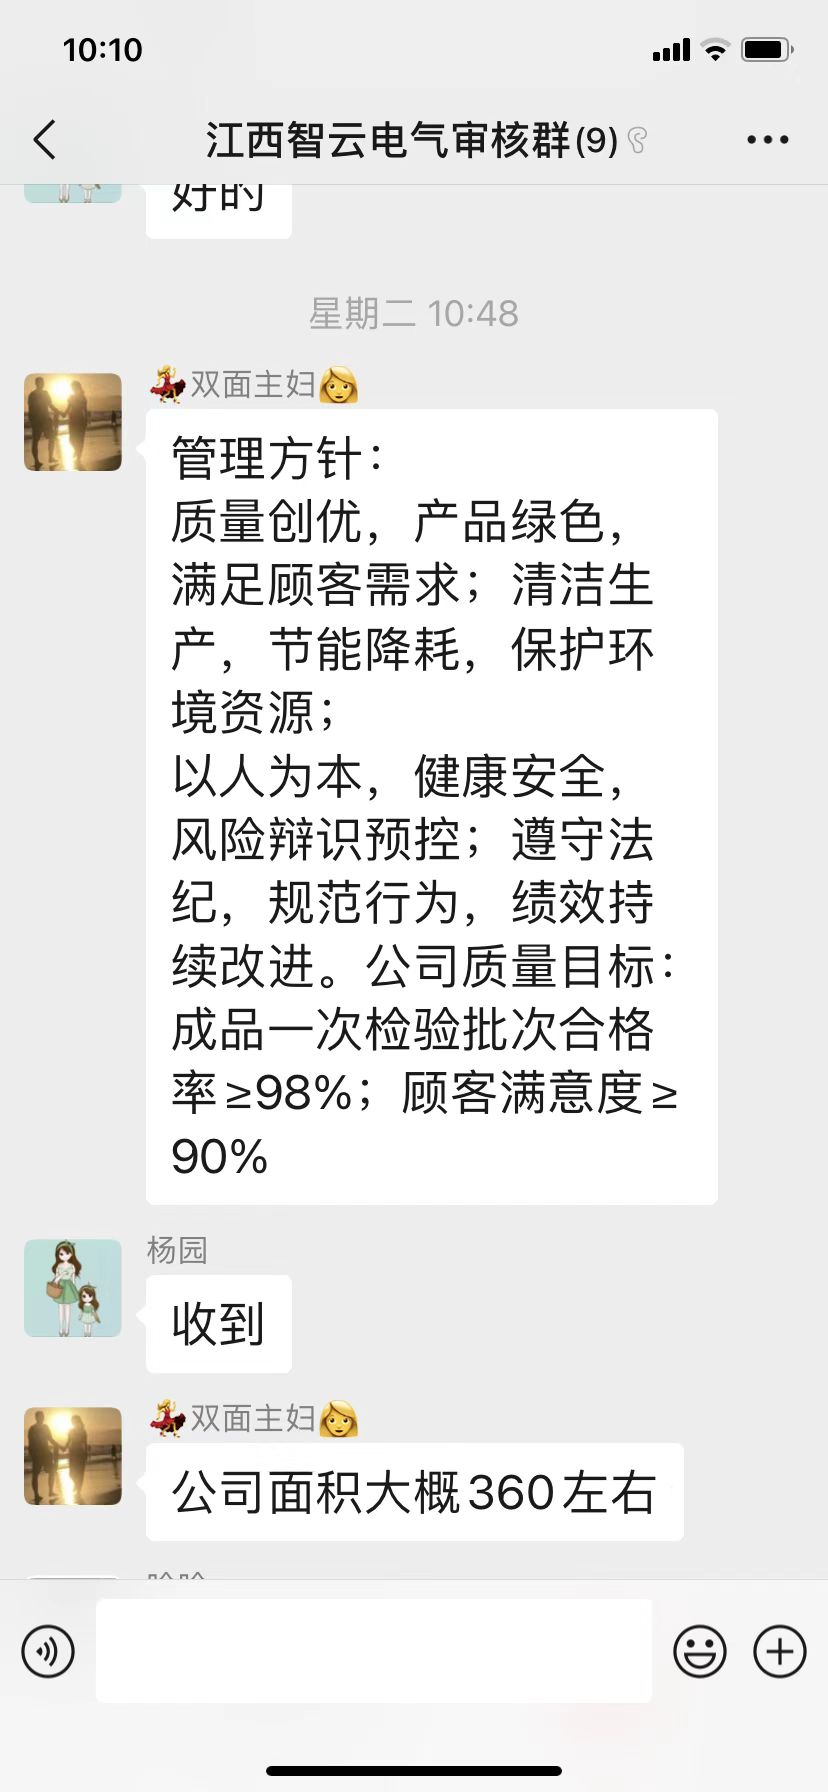 10:10
江西智云电气审核群(9)
好的
星期二 10:48
双面主妇
管理方针：
质量创优，产品绿色，
满足顾客需求；清洁生
产，节能降耗，保护环
境资源；
以人为本，健康安全，
风险辩识预控；遵守法
纪，规范行为，绩效持
续改进。公司质量目标：
成品一次检验批次合格
率≥98%；顾客满意度≥
90%
杨园
收到
双面主妇
公司面积大概360左右